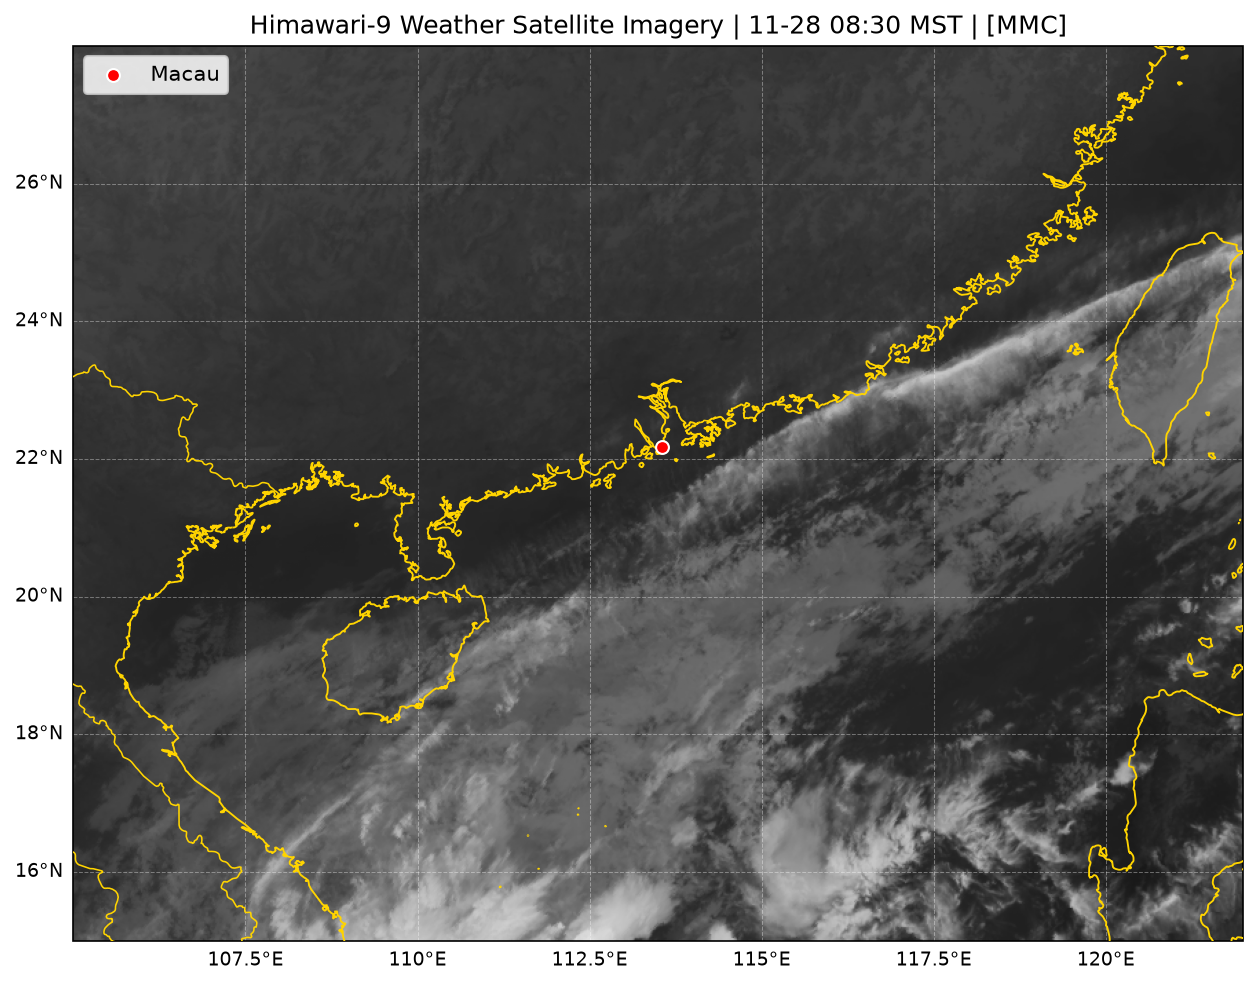 Himawari-9 Weather Satellite Imagery | 11-28 08:30 MST | [MMC]
Macau
26°N
24°N
22°N
20°N
18°N
16°N
107.5°E
110°E
112.5°E
115°E
117.5°E
120°E